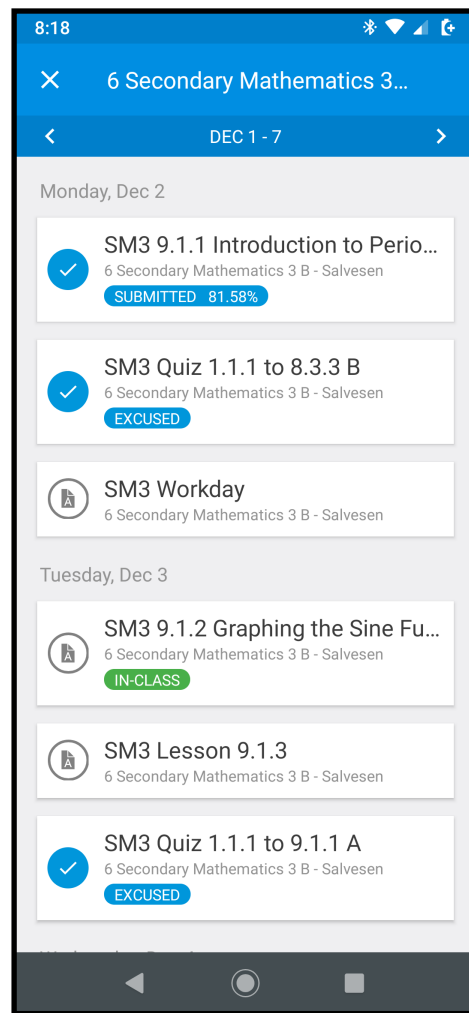 8:18
6 Secondary Mathematics 3...
DEC 1 - 7
Monday, Dec 2
SM3 9.1.1 Introduction to Perio...
6 Secondary Mathematics 3 B - Salvesen
SUBMITTED 81.58%
SM3 Quiz 1.1.1 to 8.3.3 B
6 Secondary Mathematics 3 B - Salvesen
EXCUSED
SM3 Workday
6 Secondary Mathematics 3 B - Salvesen
Tuesday, Dec 3
SM3 9.1.2 Graphing the Sine Fu...
6 Secondary Mathematics 3 B - Salvesen
IN-CLASS
SM3 Lesson 9.1.3
6 Secondary Mathematics 3 B - Salvesen
SM3 Quiz 1.1.1 to 9.1.1 A
6 Secondary Mathematics 3 B - Salvesen
EXCUSED